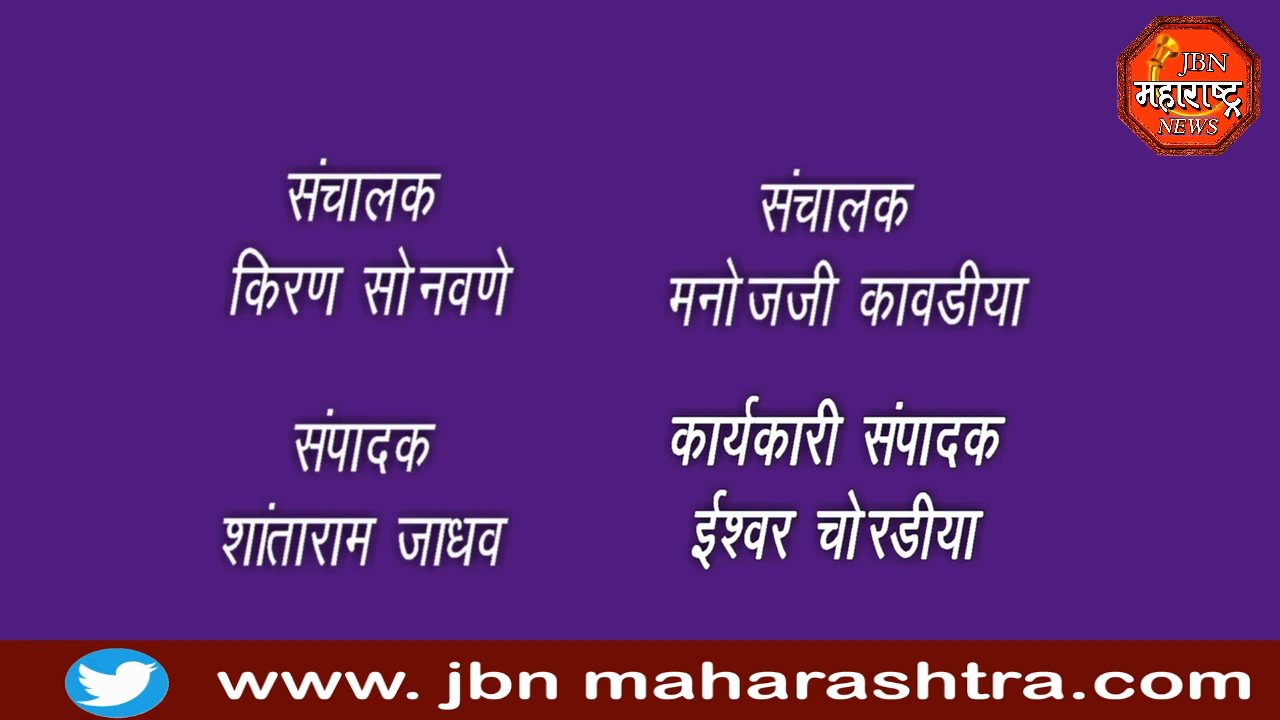 JBN
महाराष्ट्र
NEWS
संचालक
किरण सोनवणे
संचालक
मनोजजी कावडीया
संपादक
शांताराम जाधव
कार्यकारी संपादक
ईश्वर चोरडीया
www. jbn maharashtra.com